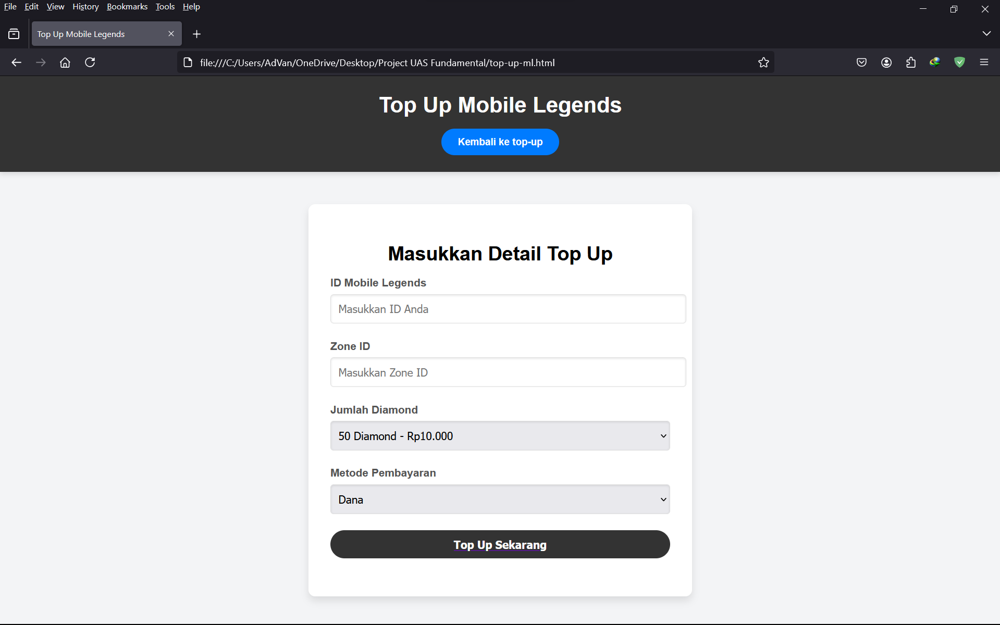 File Edit View History Bookmarks Tools Help
Top Up Mobile Legends
file:///C:/Users/AdVan/OneDrive/Desktop/Project UAS Fundamental/top-up-ml.html
Top Up Mobile Legends
Kembali ke top-up
Masukkan Detail Top Up
ID Mobile Legends
Masukkan ID Anda
Zone ID
Masukkan Zone ID
Jumlah Diamond
50 Diamond - Rp10.000
Metode Pembayaran
Dana
Top Up Sekarang